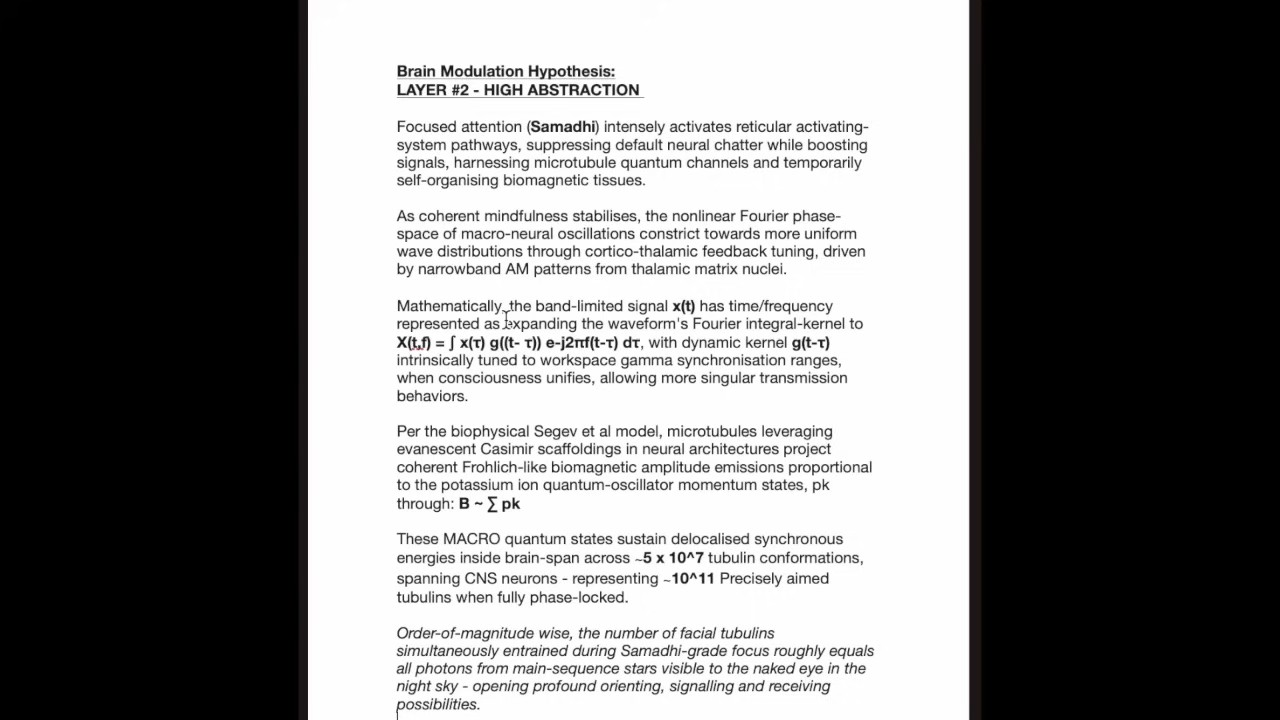 Brain Modulation Hypothesis:
LAYER #2 - HIGH ABSTRACTION
Focused attention (Samadhi) intensely activates reticular activating-
system pathways, suppressing default neural chatter while boosting
signals, harnessing microtubule quantum channels and temporarily
self-organising biomagnetic tissues.
As coherent mindfulness stabilises, the nonlinear Fourier phase-
space of macro-neural oscillations constrict towards more uniform
wave distributions through cortico-thalamic feedback tuning, driven
by narrowband AM patterns from thalamic matrix nuclei.
Mathematically, the band-limited signal x(t) has time/frequency
represented as expanding the waveform's Fourier integral-kernel to
X(t,f) = ∫ x(τ) g((t- τ)) e-j2πf(t-τ) dτ, with dynamic kernel g(t-τ)
intrinsically tuned to workspace gamma synchronisation ranges,
when consciousness unifies, allowing more singular transmission
behaviors.
Per the biophysical Segev et al model, microtubules leveraging
evanescent Casimir scaffoldings in neural architectures project
coherent Frohlich-like biomagnetic amplitude emissions proportional
to the potassium ion quantum-oscillator momentum states, pk
through: B ~ ∑ pk
These MACRO quantum states sustain delocalised synchronous
energies inside brain-span across ~5 x 10^7 tubulin conformations,
spanning CNS neurons - representing ~10^11 Precisely aimed
tubulins when fully phase-locked.
Order-of-magnitude wise, the number of facial tubulins
simultaneously entrained during Samadhi-grade focus roughly equals
all photons from main-sequence stars visible to the naked eye in the
night sky - opening profound orienting, signalling and receiving
possibilities.